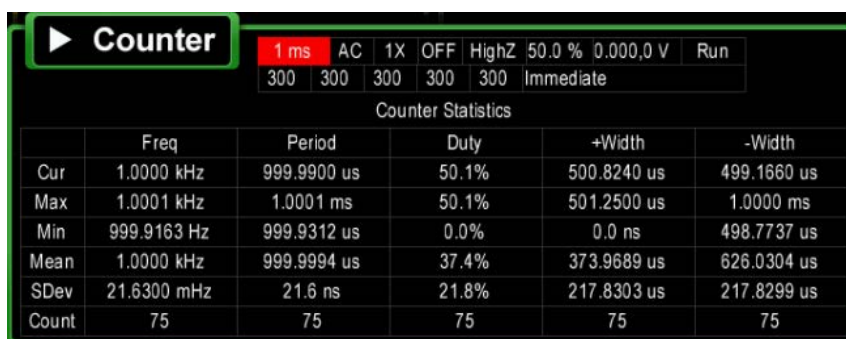 Counter
1 ms AC 1X OFF HighZ 50.0 % 0.000,0 V Run
300 300 300 300 300 Immediate
Counter Statistics
Freq Period Duty +Width -Width
Cur 1.0000 kHz 999.9900 us 50.1% 500.8240 us 499.1660 us
Max 1.0001 kHz 1.0001 ms 50.1% 501.2500 us 1.0000 ms
Min 999.9163 Hz 999.9312 us 0.0% 0.0 ns 498.7737 us
Mean 1.0000 kHz 999.9994 us 37.4% 373.9689 us 626.0304 us
SDev 21.6300 mHz 21.6 ns 21.8% 217.8303 us 217.8299 us
Count 75 75 75 75 75